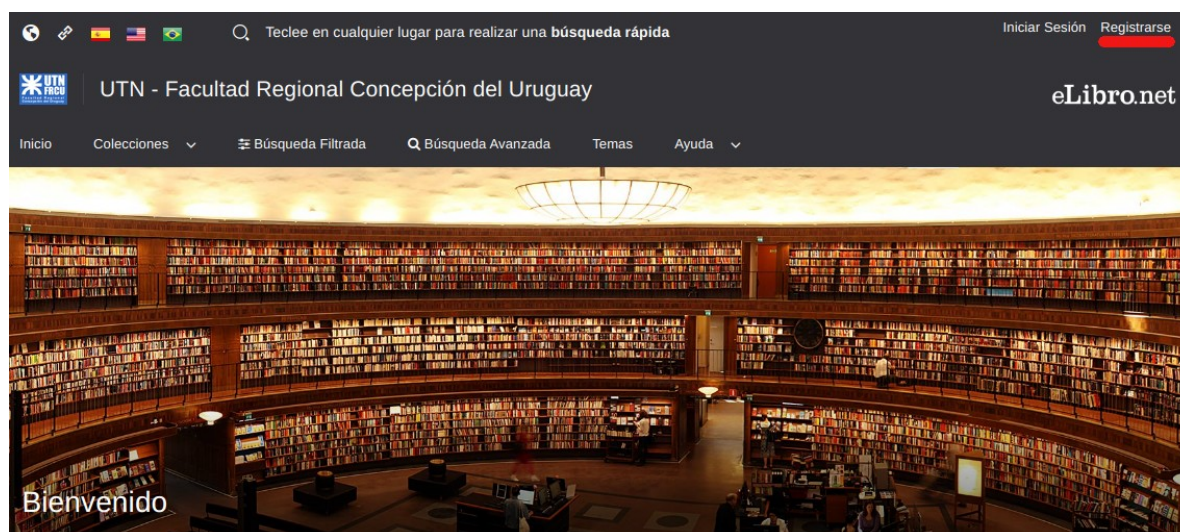 Teclee en cualquier lugar para realizar una búsqueda rápida
Iniciar Sesión Registrarse
UTN
FRCU
UTN - Facultad Regional Concepción del Uruguay
eLibro.net
Inicio Colecciones Búsqueda Filtrada Búsqueda Avanzada Temas Ayuda
Bienvenido